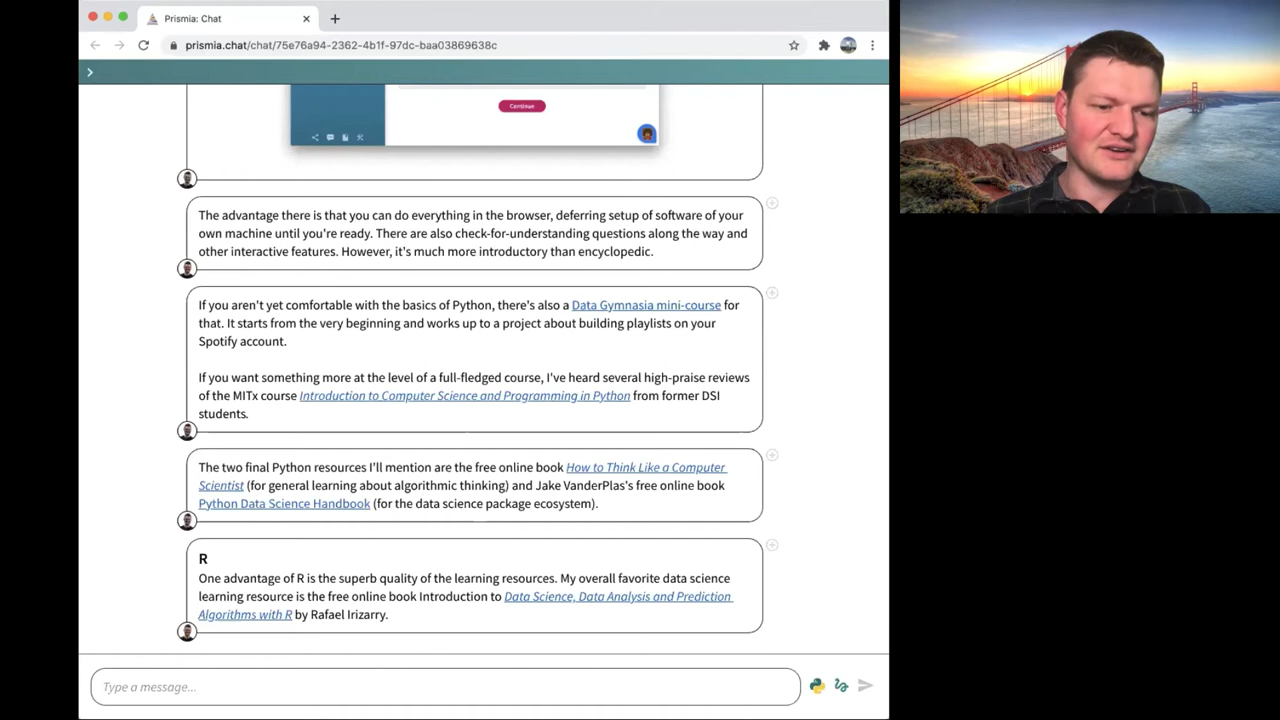 Prismia: Chat
prismia.chat/chat/75e76a94-2362-4b1f-97dc-baa03869638c
Continue
The advantage there is that you can do everything in the browser, deferring setup of software of your
own machine until you're ready. There are also check-for-understanding questions along the way and
other interactive features. However, it's much more introductory than encyclopedic.
If you aren't yet comfortable with the basics of Python, there's also a Data Gymnasia mini-course for
that. It starts from the very beginning and works up to a project about building playlists on your
Spotify account.
If you want something more at the level of a full-fledged course, I've heard several high-praise reviews
of the MITx course Introduction to Computer Science and Programming in Python from former DSI
students.
The two final Python resources I'll mention are the free online book How to Think Like a Computer
Scientist (for general learning about algorithmic thinking) and Jake VanderPlas's free online book
Python Data Science Handbook (for the data science package ecosystem).
R
One advantage of R is the superb quality of the learning resources. My overall favorite data science
learning resource is the free online book Introduction to Data Science, Data Analysis and Prediction
Algorithms with R by Rafael Irizarry.
Type a message...